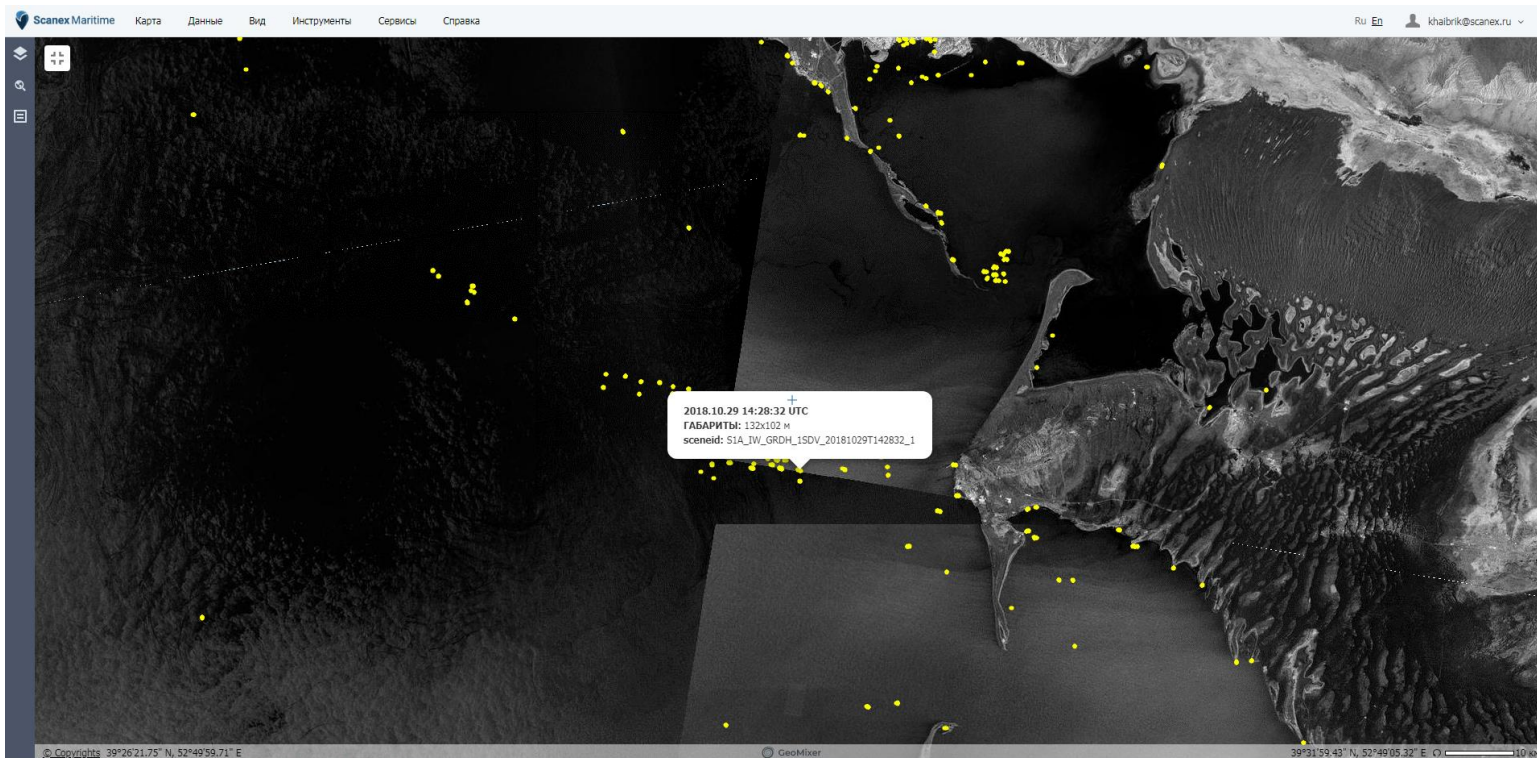 Scanex Maritime Карта Данные Вид Инструменты Сервисы Справка Ru En khaibrik@scanex.ru
2018.10.29 14:28:32 UTC
ГАБАРИТЫ: 132x102 м
sceneid: S1A_IW_GRDH_1SDV_20181029T142832_1
© Copyrights 39°26'21.75" N, 52°49'59.71" E GeoMixer 39°31'59.43" N, 52°49'05.32" E 10 км